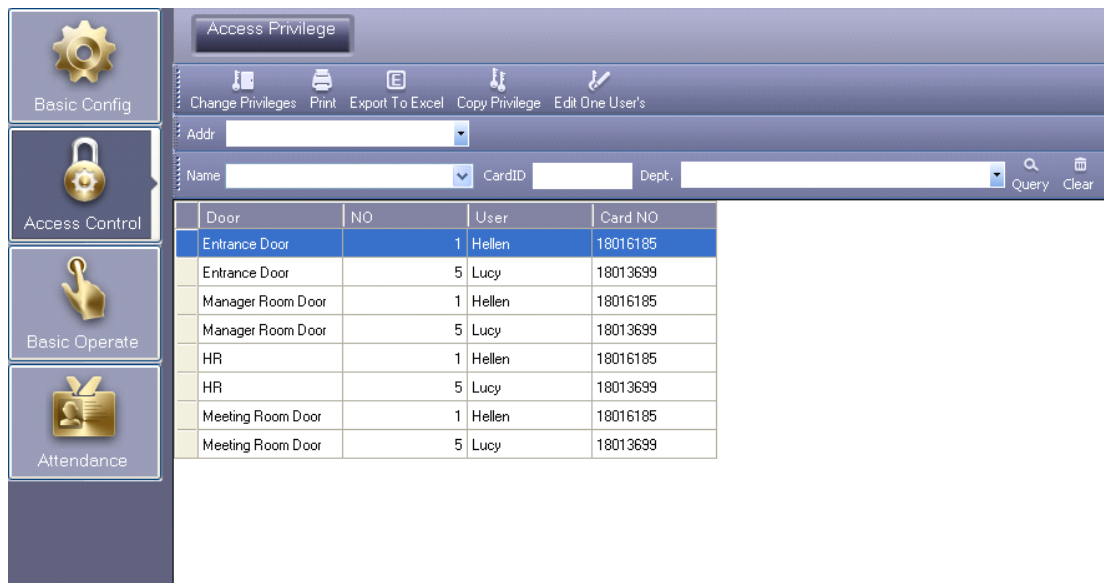 Access Privilege
Basic Config
Change Privileges Print Export To Excel Copy Privilege Edit One User's
Addr
Name CardID Dept. Query Clear
Access Control
Door NO User Card NO
Entrance Door 1 Hellen 18016185
Entrance Door 5 Lucy 18013699
Manager Room Door 1 Hellen 18016185
Manager Room Door 5 Lucy 18013699
Basic Operate
HR 1 Hellen 18016185
HR 5 Lucy 18013699
Meeting Room Door 1 Hellen 18016185
Meeting Room Door 5 Lucy 18013699
Attendance